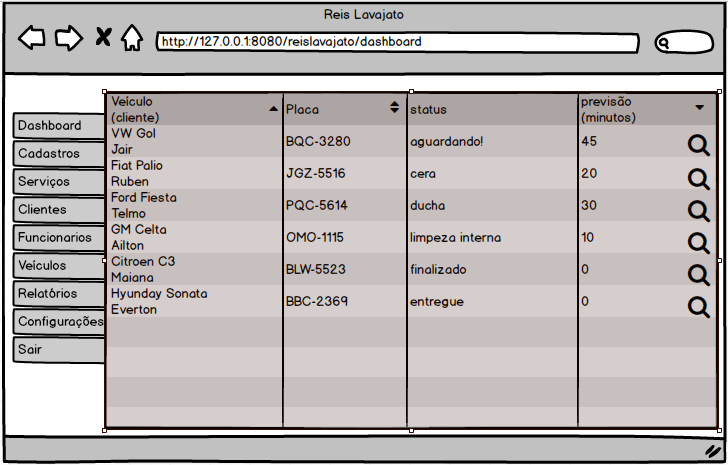 Reis Lavajato
http://127.0.0.1:8080/reislavajato/dashboard
Dashboard
Cadastros
Serviços
Clientes
Funcionarios
Veículos
Relatórios
Configurações
Sair
Veículo
(cliente)
Placa
status
previsão
(minutos)
VW Gol
Jair
BQC-3280
aguardando!
45
Fiat Palio
Ruben
JGZ-5516
cera
20
Ford Fiesta
Telmo
PQC-5614
ducha
30
GM Celta
Ailton
OMO-1115
limpeza interna
10
Citroen C3
Maiana
BLW-5523
finalizado
0
Hyunday Sonata
Everton
BBC-2369
entregue
0